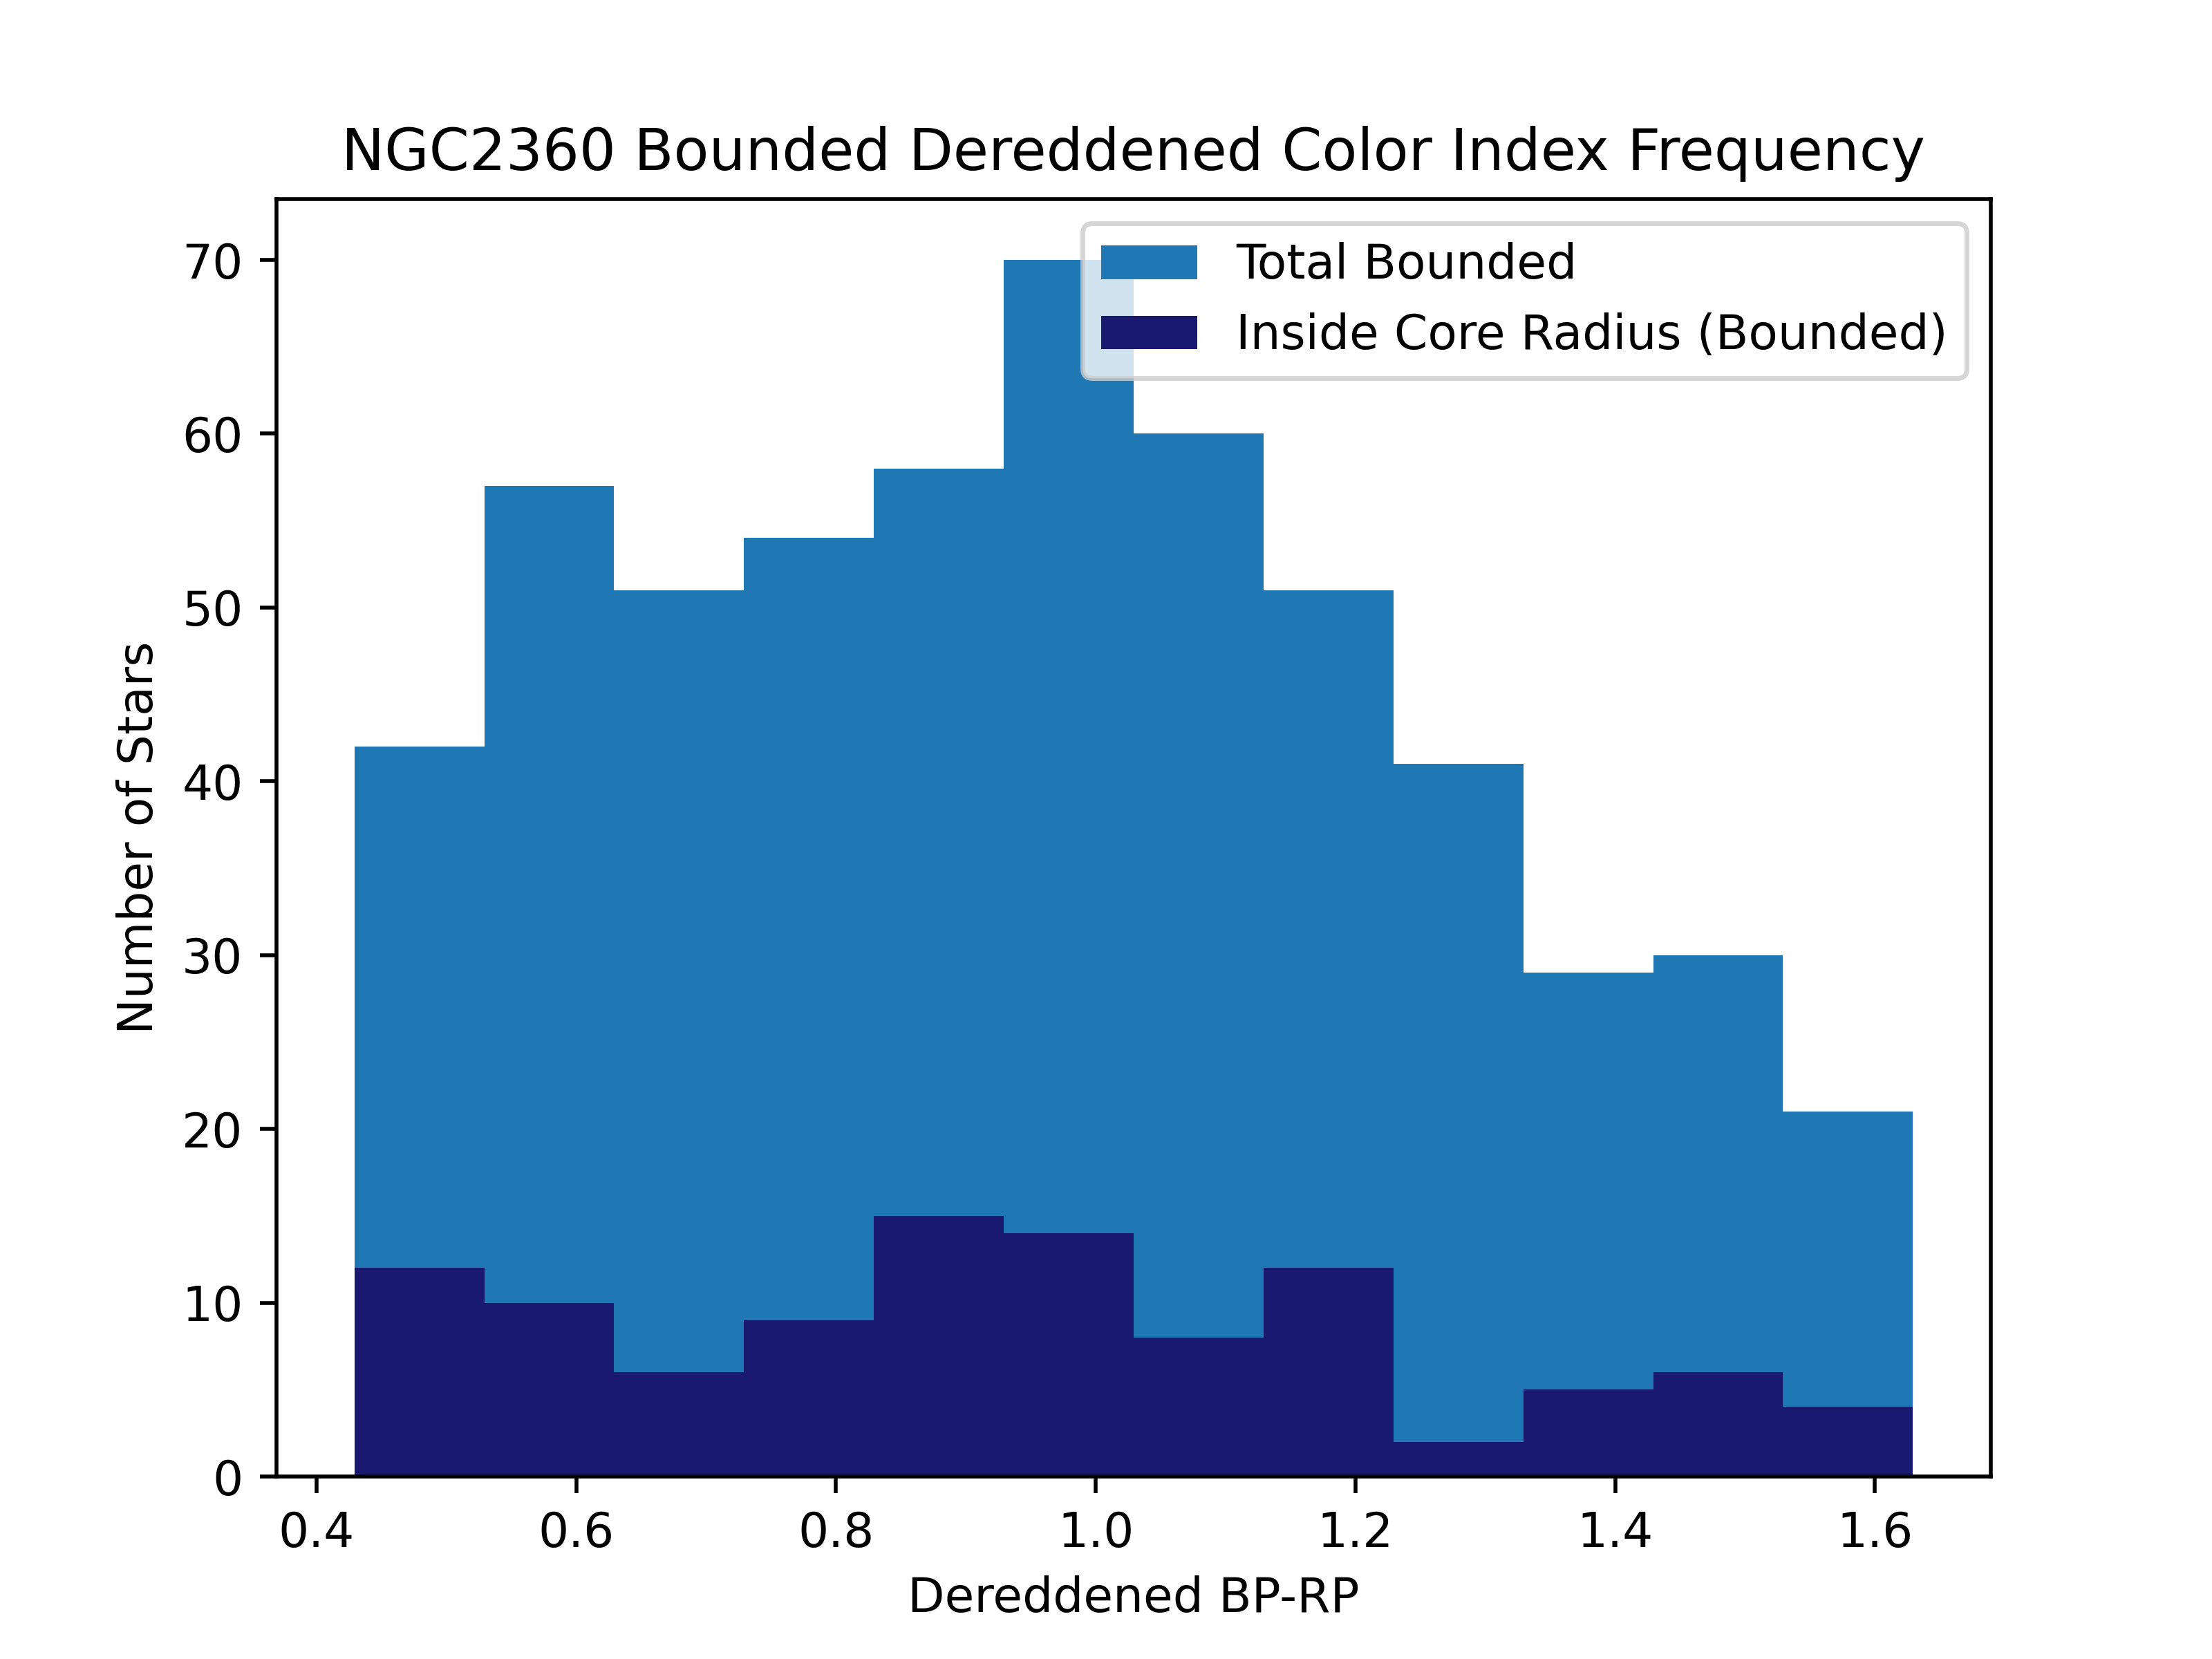 NGC2360 Bounded Dereddened Color Index Frequency
Total Bounded
Inside Core Radius (Bounded)
Number of Stars
70
60
50
40
30
20
10
0
0.4 0.6 0.8 1.0 1.2 1.4 1.6
Dereddened BP-RP